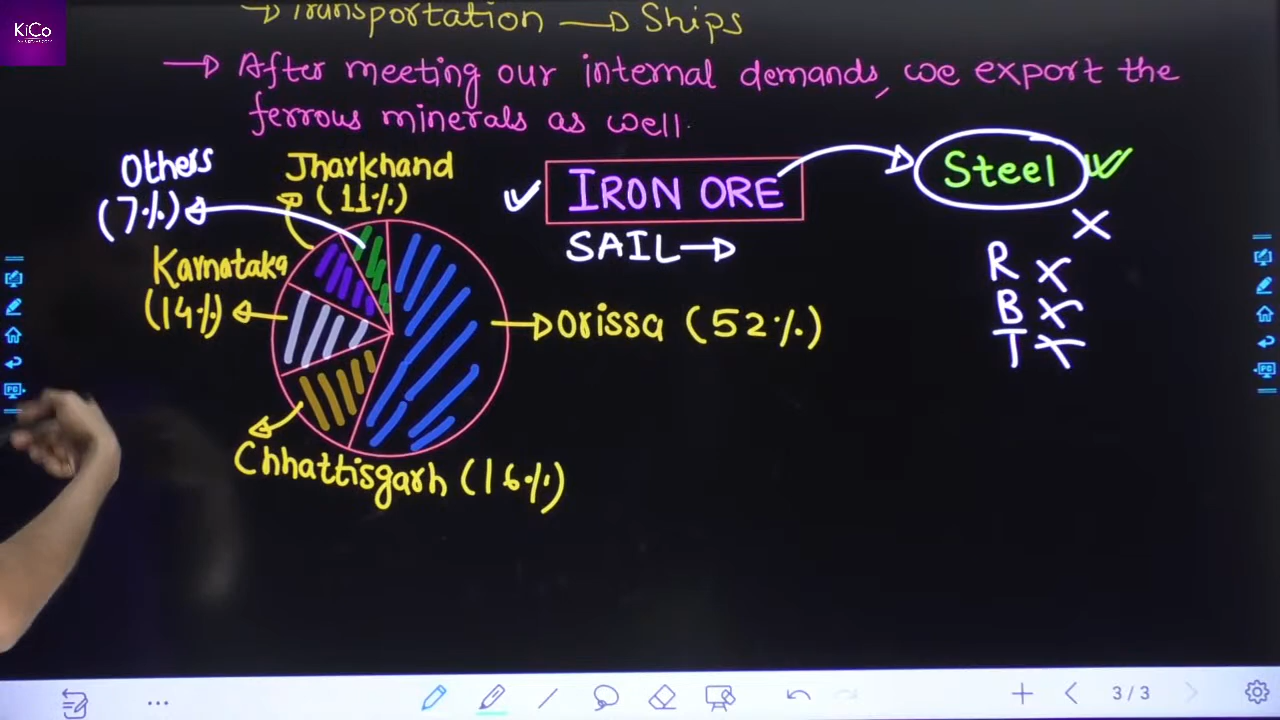 KiCo
→ Transportation → Ships
→ After meeting our internal demands, we export the
ferrous minerals as well.
Others
(7%)
Jharkhand
(11%)
IRON ORE
Steel
SAIL→
Karnataka
(14%)
Orissa (52%)
Chhattisgarh (16%)
R X
B X
T X
3 / 3